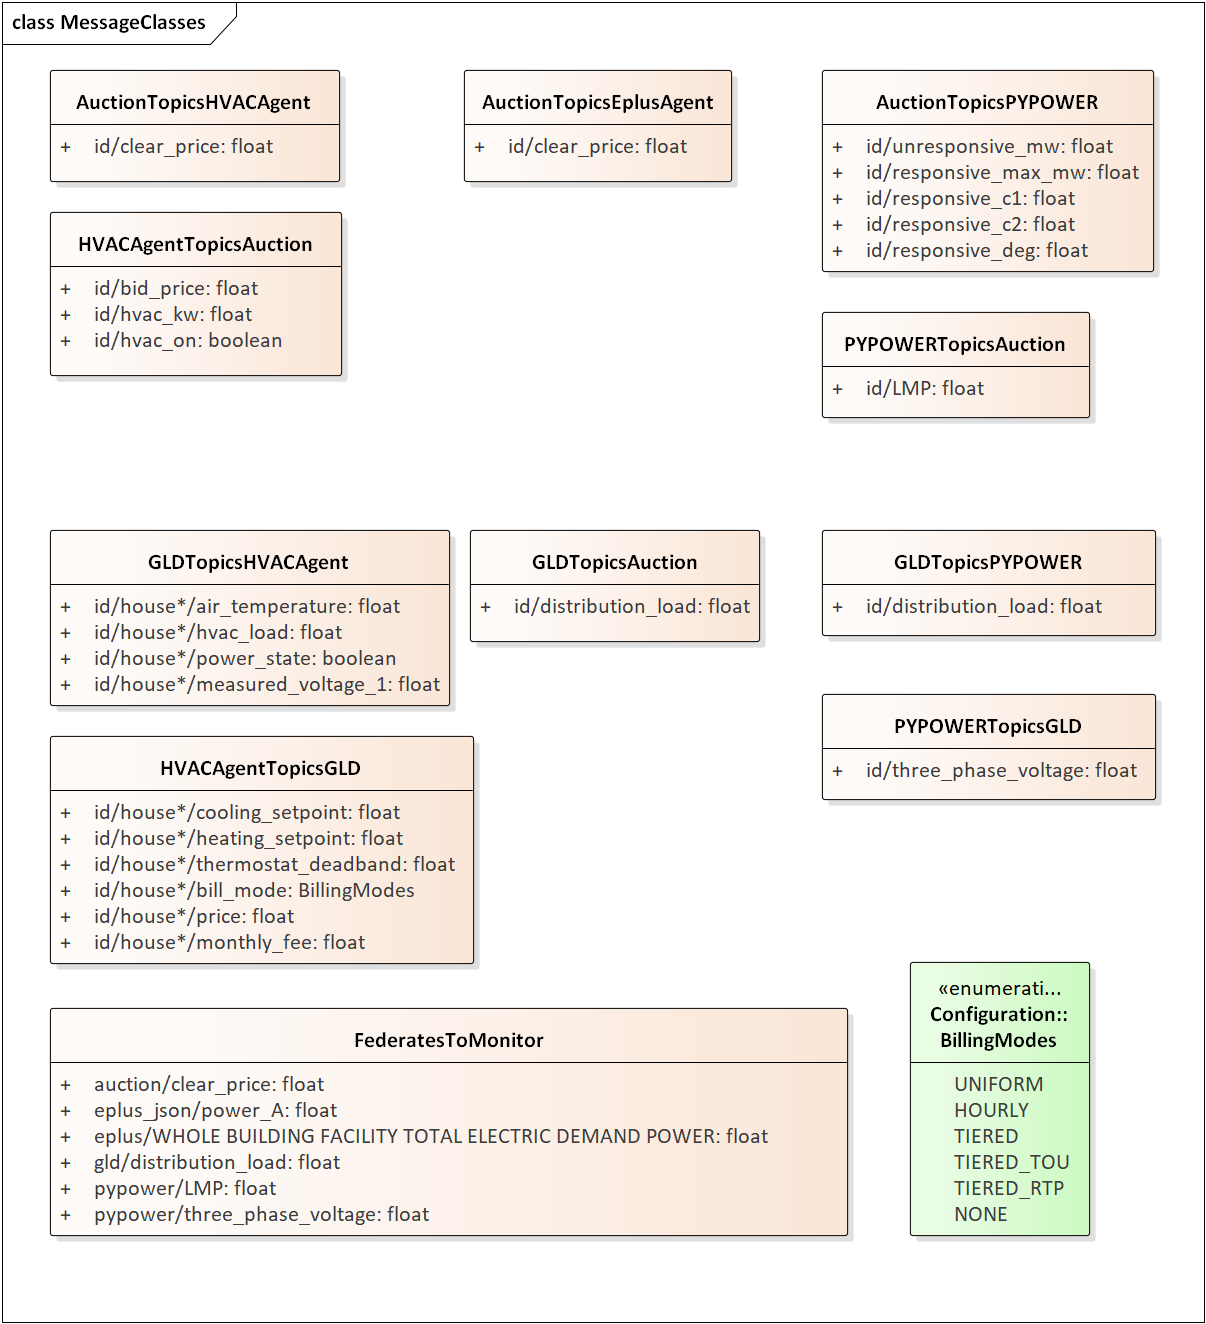 class MessageClasses
AuctionTopicsHVACAgent
+ id/clear_price: float
AuctionTopicsEplusAgent
+ id/clear_price: float
AuctionTopicsPYPOWER
+ id/unresponsive_mw: float
+ id/responsive_max_mw: float
+ id/responsive_c1: float
+ id/responsive_c2: float
+ id/responsive_deg: float
HVACAgentTopicsAuction
+ id/bid_price: float
+ id/hvac_kw: float
+ id/hvac_on: boolean
PYPOWERTopicsAuction
+ id/LMP: float
GLDTopicsHVACAgent
+ id/house*/air_temperature: float
+ id/house*/hvac_load: float
+ id/house*/power_state: boolean
+ id/house*/measured_voltage_1: float
GLDTopicsAuction
+ id/distribution_load: float
GLDTopicsPYPOWER
+ id/distribution_load: float
PYPOWERTopicsGLD
+ id/three_phase_voltage: float
HVACAgentTopicsGLD
+ id/house*/cooling_setpoint: float
+ id/house*/heating_setpoint: float
+ id/house*/thermostat_deadband: float
+ id/house*/bill_mode: BillingModes
+ id/house*/price: float
+ id/house*/monthly_fee: float
FederatesToMonitor
+ auction/clear_price: float
+ eplus_json/power_A: float
+ eplus/WHOLE BUILDING FACILITY TOTAL ELECTRIC DEMAND POWER: float
+ gld/distribution_load: float
+ pypower/LMP: float
+ pypower/three_phase_voltage: float
«enumerati...
Configuration::
BillingModes
UNIFORM
HOURLY
TIERED
TIERED_TOU
TIERED_RTP
NONE